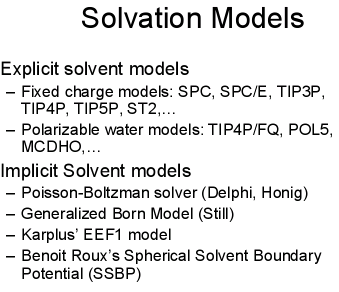 Solvation Models
Explicit solvent models
– Fixed charge models: SPC, SPC/E, TIP3P,
TIP4P, TIP5P, ST2,...
– Polarizable water models: TIP4P/FQ, POL5,
MCDHO,...
Implicit Solvent models
– Poisson-Boltzman solver (Delphi, Honig)
– Generalized Born Model (Still)
– Karplus' EEF1 model
– Benoit Roux's Spherical Solvent Boundary
Potential (SSBP)